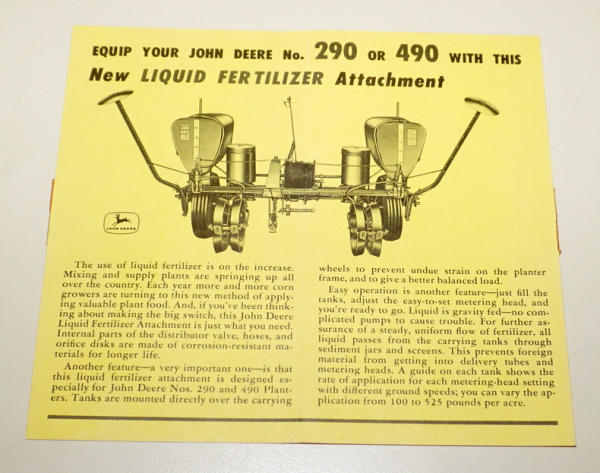 EQUIP YOUR JOHN DEERE No. 290 OR 490 WITH THIS
New LIQUID FERTILIZER Attachment
JOHN DEERE
The use of liquid fertilizer is on the increase.
Mixing and supply plants are springing up all
over the country. Each year more and more corn
growers are turning to this new method of apply-
ing valuable plant food. And, if you've been think-
ing about making the big switch, this John Deere
Liquid Fertilizer Attachment is just what you need.
Internal parts of the distributor valve, hoses, and
orifice disks are made of corrosion-resistant ma-
terials for longer life.
Another feature—a very important one—is that
this liquid fertilizer attachment is designed es-
pecially for John Deere Nos. 290 and 490 Plant-
ers. Tanks are mounted directly over the carrying
wheels to prevent undue strain on the planter
frame, and to give a better balanced load.
Easy operation is another feature—just fill the
tanks, adjust the easy-to-set metering head, and
you're ready to go. Liquid is gravity fed—no com-
plicated pumps to cause trouble. For further as-
surance of a steady, uniform flow of fertilizer, all
liquid passes from the carrying tanks through
sediment jars and screens. This prevents foreign
material from getting into delivery tubes and
metering heads. A guide on each tank shows the
rate of application for each metering-head setting
with different ground speeds; you can vary the ap-
plication from 100 to 525 pounds per acre.